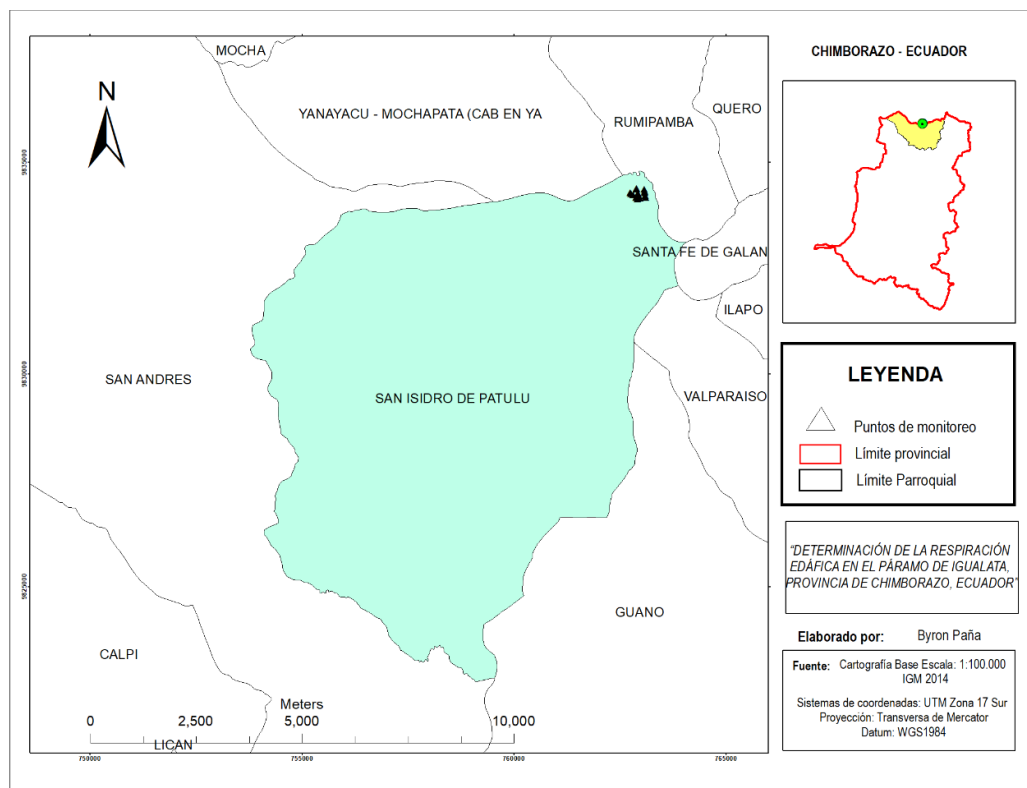 MOCHA
N
YANAYACU - MOCHAPATA (CAB EN YA
RUMIPAMBA
QUERO
SANTA FE DE GALAN
ILAPO
SAN ANDRES
SAN ISIDRO DE PATULU
VALPARAISO
GUANO
CALPI
LICAN
Meters
0 2,500 5,000 10,000
750000 755000 760000 765000
9830000
9825000
CHIMBORAZO - ECUADOR
LEYENDA
Puntos de monitoreo
Límite provincial
Límite Parroquial
“DETERMINACIÓN DE LA RESPIRACIÓN
EDÁFICA EN EL PÁRAMO DE IGUALATA,
PROVINCIA DE CHIMBORAZO, ECUADOR”
Elaborado por: Byron Paña
Fuente: Cartografía Base Escala: 1:100.000
IGM 2014
Sistemas de coordenadas: UTM Zona 17 Sur
Proyección: Transversa de Mercator
Datum: WGS1984